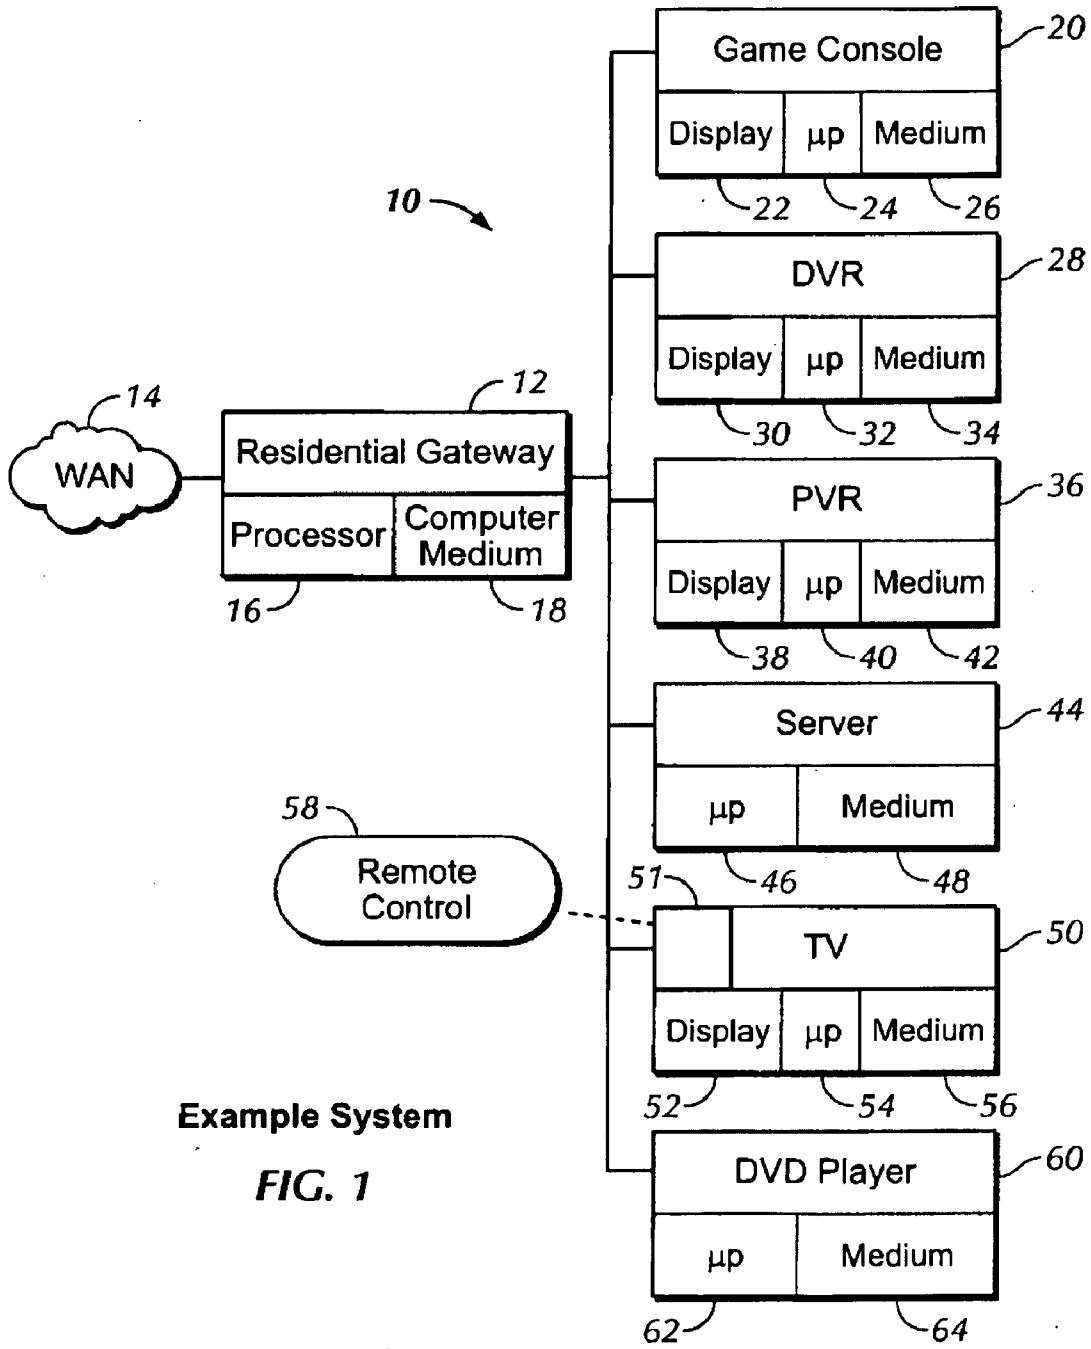 20
Game Console
Display μp Medium
22 24 26
10
28
DVR
Display μp Medium
30 32 34
14
12
WAN
Residential Gateway
Processor
Computer
Medium
16 18
36
PVR
Display μp Medium
38 40 42
44
Server
μp Medium
46 48
58
Remote
Control
51
50
TV
Display μp Medium
52 54 56
Example System
FIG. 1
60
DVD Player
μp Medium
62 64